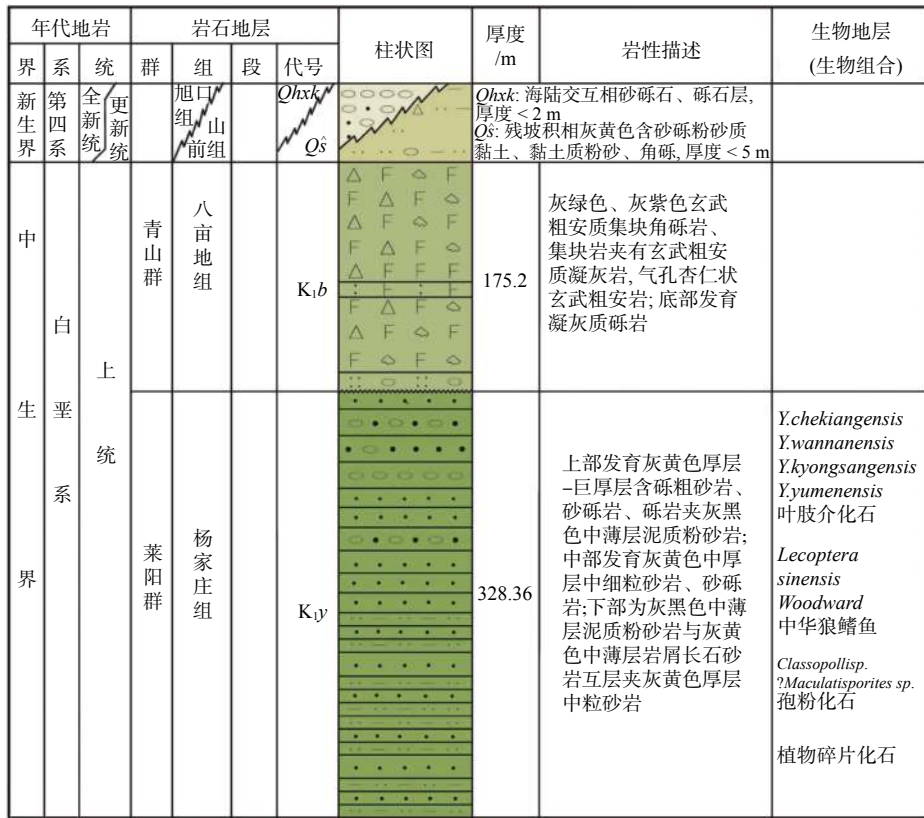 年代地岩
岩石地层
柱状图
厚度
/m
岩性描述
生物地层
(生物组合)
界
系
统
群
组
段
代号
新生界
第四系
全新统
更新统
旭口组
山前组
Qhxk
Qŝ
Qhxk: 海陆交互相砂砾石、砾石层,
厚度 < 2 m
Qŝ: 残坡积相灰黄色含砂砾粉砂质
黏土、黏土质粉砂、角砾, 厚度 < 5 m
中生界
白垩系
上统
青山群
八亩地组
K₁b
175.2
灰绿色、灰紫色玄武
粗安质集块角砾岩、
集块岩夹有玄武粗安
质凝灰岩, 气孔杏仁状
玄武粗安岩; 底部发育
凝灰质砾岩
莱阳群
杨家庄组
K₁y
328.36
上部发育灰黄色厚层
–巨厚层含砾粗砂岩、
砂砾岩、砾岩夹灰黑
色中薄层泥质粉砂岩;
中部发育灰黄色中厚
层中细粒砂岩、砂砾
岩;下部为灰黑色中薄
层泥质粉砂岩与灰黄
色中薄层岩屑长石砂
岩互层夹灰黄色厚层
中粒砂岩
Y.chekiangensis
Y.wannanensis
Y.kyongsangensis
Y.yumenensis
叶肢介化石
Lecoptera
sinensis
Woodward
中华狼鳍鱼
Classopollisp.
?Maculatisporites sp.
孢粉化石
植物碎片化石